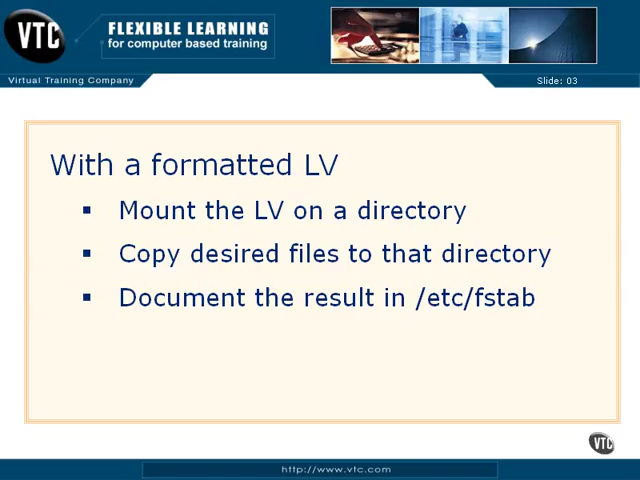 VTC
FLEXIBLE LEARNING
for computer based training
Virtual Training Company
Slide: 03
With a formatted LV
▪ Mount the LV on a directory
▪ Copy desired files to that directory
▪ Document the result in /etc/fstab
VTC
http://www.vtc.com